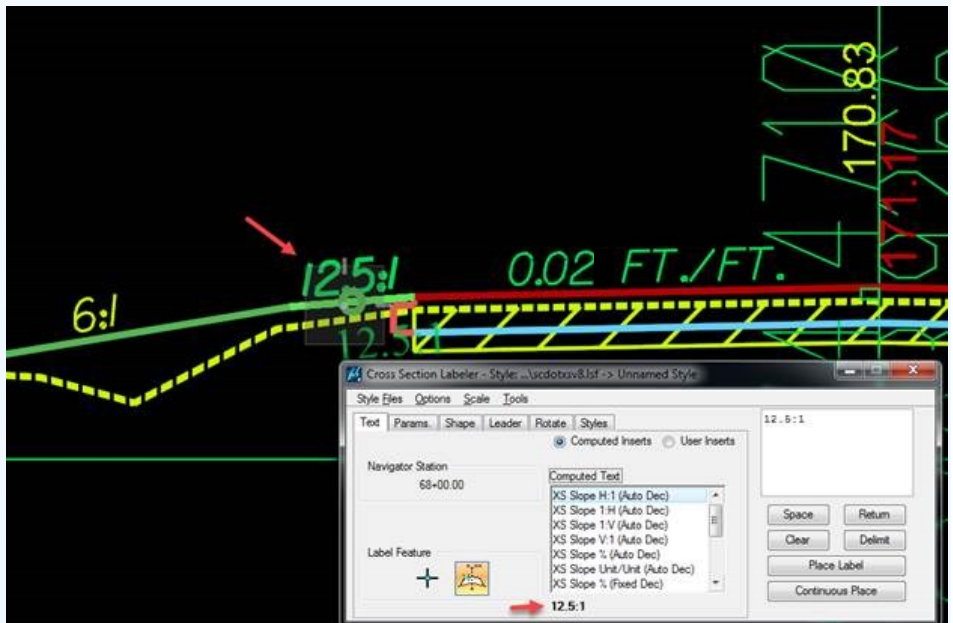 170.83
171.17
4710
12.5:1
0.02 FT./FT.
6:1
12.5
Cross Section Labeler - Style: ...\scdotxsv8.lsf -> Unnamed Style
Style Files Options Scale Tools
Text Params. Shape Leader Rotate Styles
Computed Inserts User Inserts
12.5:1
Navigator Station
68+00.00
Computed Text
XS Slope H:1 (Auto Dec)
XS Slope 1:H (Auto Dec)
XS Slope 1:V (Auto Dec)
XS Slope V:1 (Auto Dec)
XS Slope % (Auto Dec)
XS Slope Unit/Unit (Auto Dec)
XS Slope % (Fixed Dec)
Label Feature
12.5:1
Space Return
Clear Delimit
Place Label
Continuous Place